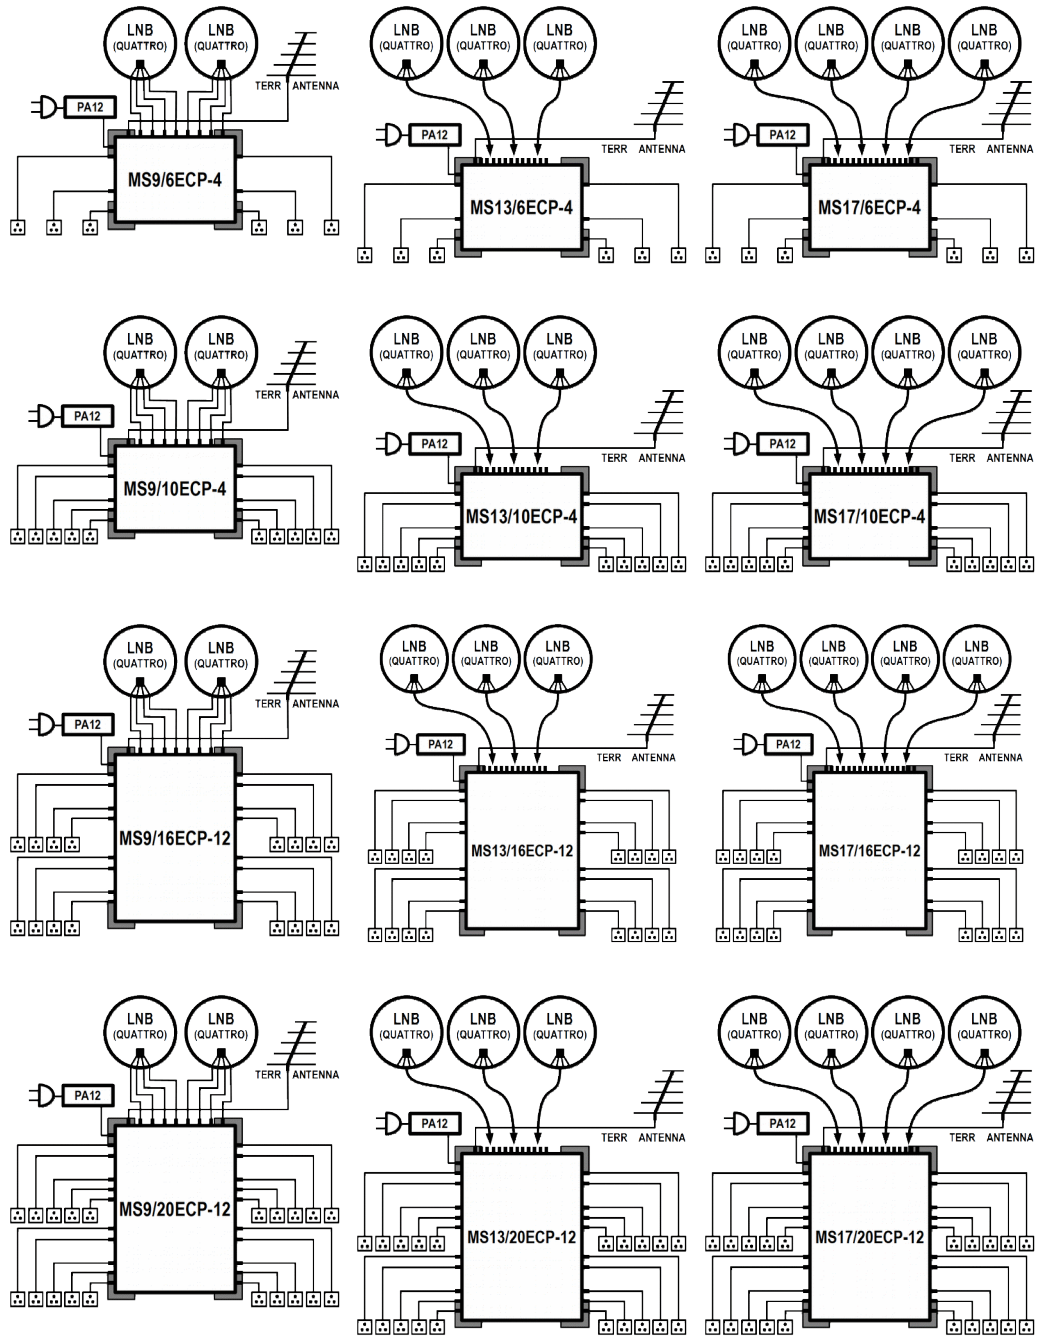 LNB
(QUATTRO)
LNB
(QUATTRO)
TERR ANTENNA
PA12
MS9/6ECP-4
LNB
(QUATTRO)
LNB
(QUATTRO)
LNB
(QUATTRO)
PA12
TERR ANTENNA
MS13/6ECP-4
LNB
(QUATTRO)
LNB
(QUATTRO)
LNB
(QUATTRO)
LNB
(QUATTRO)
PA12
TERR ANTENNA
MS17/6ECP-4
LNB
(QUATTRO)
LNB
(QUATTRO)
TERR ANTENNA
PA12
MS9/10ECP-4
LNB
(QUATTRO)
LNB
(QUATTRO)
LNB
(QUATTRO)
PA12
TERR ANTENNA
MS13/10ECP-4
LNB
(QUATTRO)
LNB
(QUATTRO)
LNB
(QUATTRO)
LNB
(QUATTRO)
PA12
TERR ANTENNA
MS17/10ECP-4
LNB
(QUATTRO)
LNB
(QUATTRO)
TERR ANTENNA
PA12
MS9/16ECP-12
LNB
(QUATTRO)
LNB
(QUATTRO)
LNB
(QUATTRO)
PA12
TERR ANTENNA
MS13/16ECP-12
LNB
(QUATTRO)
LNB
(QUATTRO)
LNB
(QUATTRO)
LNB
(QUATTRO)
PA12
TERR ANTENNA
MS17/16ECP-12
LNB
(QUATTRO)
LNB
(QUATTRO)
TERR ANTENNA
PA12
MS9/20ECP-12
LNB
(QUATTRO)
LNB
(QUATTRO)
LNB
(QUATTRO)
PA12
TERR ANTENNA
MS13/20ECP-12
LNB
(QUATTRO)
LNB
(QUATTRO)
LNB
(QUATTRO)
LNB
(QUATTRO)
PA12
TERR ANTENNA
MS17/20ECP-12